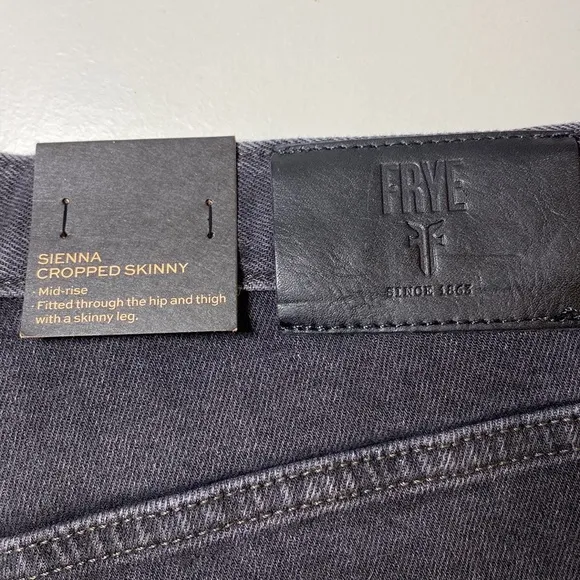 SIENNA
CROPPED SKINNY
· Mid-rise
· Fitted through the hip and thigh
with a skinny leg.
FRYE
SINCE 1863